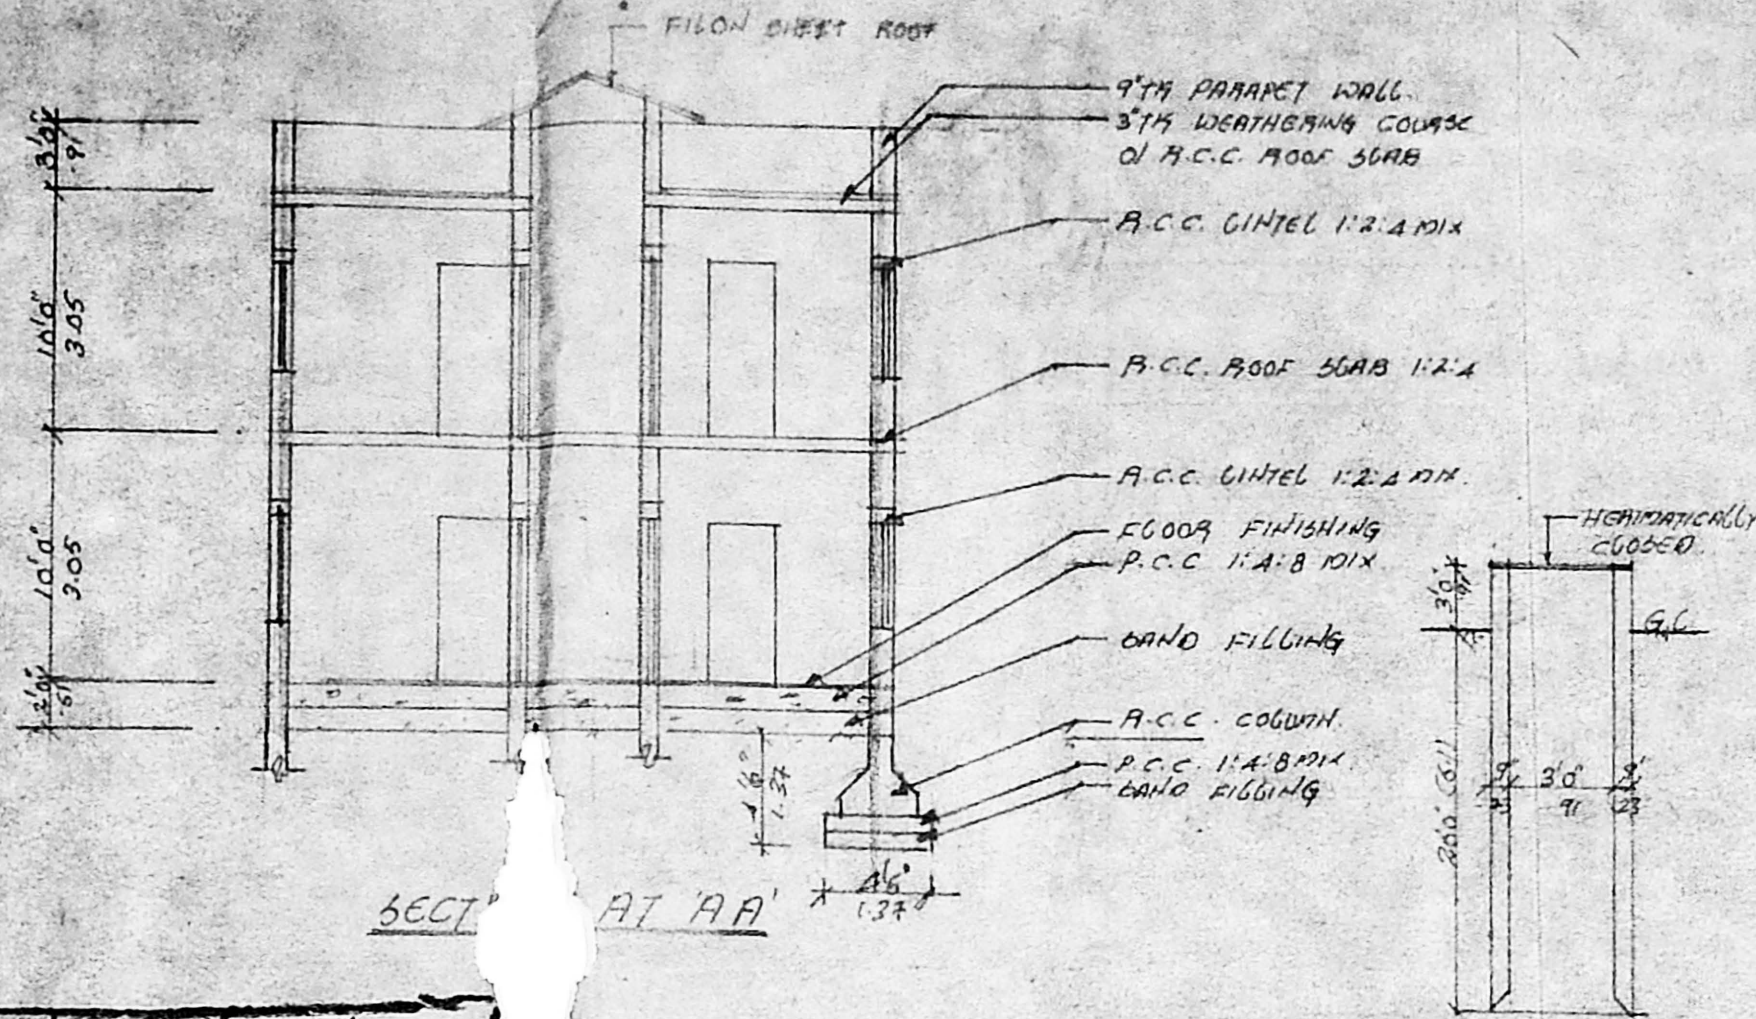 FILON SHEET ROOF
9"TK PARAPET WALL.
3"TK WEATHERING COURSE
O/ R.C.C. ROOF SLAB
R.C.C. LINTEL 1:2:4 MIX
R.C.C. ROOF SLAB 1:2:4
R.C.C. LINTEL 1:2:4 MIX.
FLOOR FINISHING
P.C.C 1:4:8 MIX
SAND FILLING
R.C.C. COLUMN.
P.C.C. 1:4:8 MIX.
SAND FILLING
3'0"
.91
10'0"
3.05
10'0"
3.05
2'0"
.61
4'6"
1.37
4'6"
1.37
SECT AT 'AA'
HERMATICALLY
CLOSED.
3'0"
.91
G.L
9" 3'0" 9"
23 91 23
20'0"